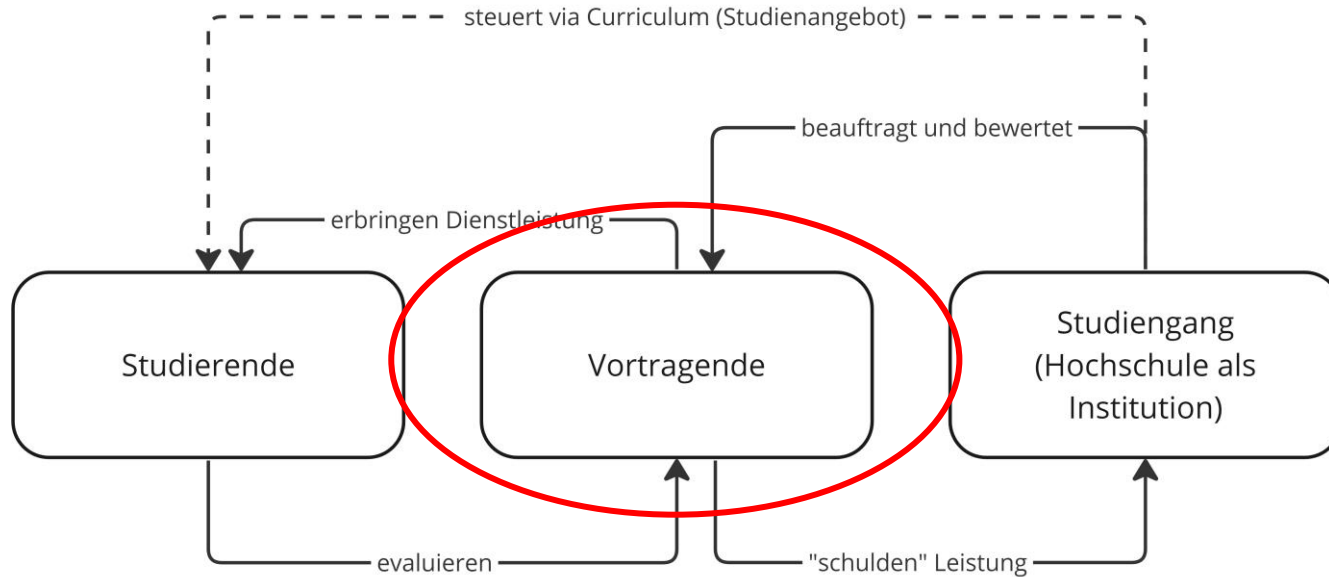 steuert via Curriculum (Studienangebot)
beauftragt und bewertet
erbringen Dienstleistung
Studierende
Vortragende
Studiengang
(Hochschule als
Institution)
evaluieren
"schulden" Leistung